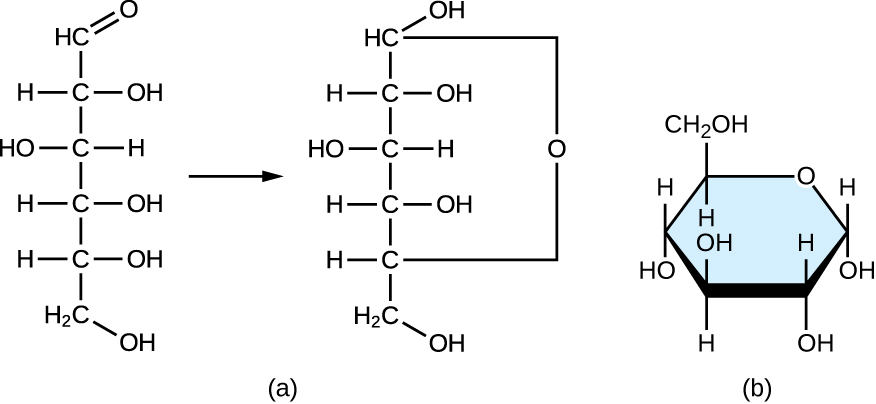 O
HC
H C OH
HO C H
H C OH
H C OH
H₂C
OH
OH
HC
H C OH
HO C H O
H C OH
H C
H₂C
OH
(a)
CH₂OH
O
H H
H
OH H
HO OH
H OH
(b)